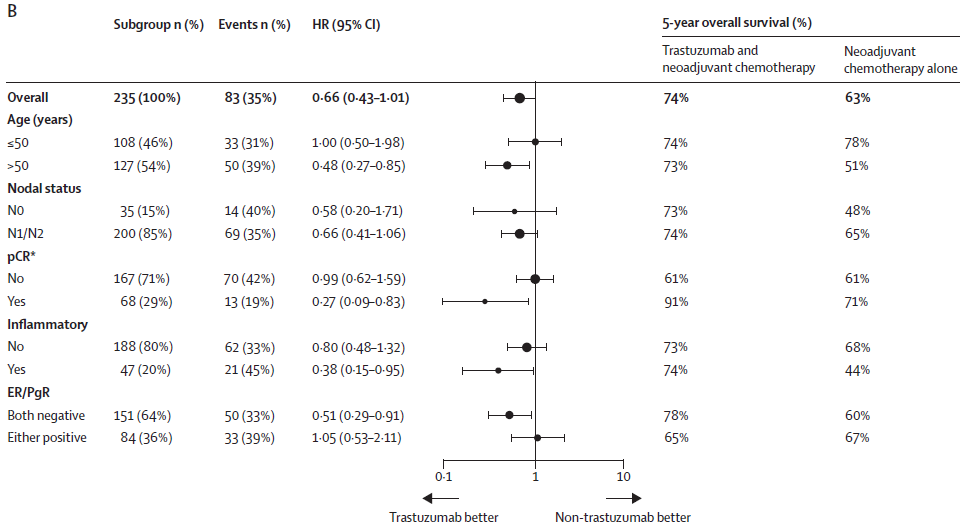 B
Subgroup n (%) Events n (%) HR (95% CI) 5-year overall survival (%)
Trastuzumab and neoadjuvant chemotherapy Neoadjuvant chemotherapy alone
Overall 235 (100%) 83 (35%) 0·66 (0·43–1·01) 74% 63%
Age (years)
≤50 108 (46%) 33 (31%) 1·00 (0·50–1·98) 74% 78%
>50 127 (54%) 50 (39%) 0·48 (0·27–0·85) 73% 51%
Nodal status
N0 35 (15%) 14 (40%) 0·58 (0·20–1·71) 73% 48%
N1/N2 200 (85%) 69 (35%) 0·66 (0·41–1·06) 74% 65%
pCR*
No 167 (71%) 70 (42%) 0·99 (0·62–1·59) 61% 61%
Yes 68 (29%) 13 (19%) 0·27 (0·09–0·83) 91% 71%
Inflammatory
No 188 (80%) 62 (33%) 0·80 (0·48–1·32) 73% 68%
Yes 47 (20%) 21 (45%) 0·38 (0·15–0·95) 74% 44%
ER/PgR
Both negative 151 (64%) 50 (33%) 0·51 (0·29–0·91) 78% 60%
Either positive 84 (36%) 33 (39%) 1·05 (0·53–2·11) 65% 67%
0·1 1 10
Trastuzumab better Non-trastuzumab better